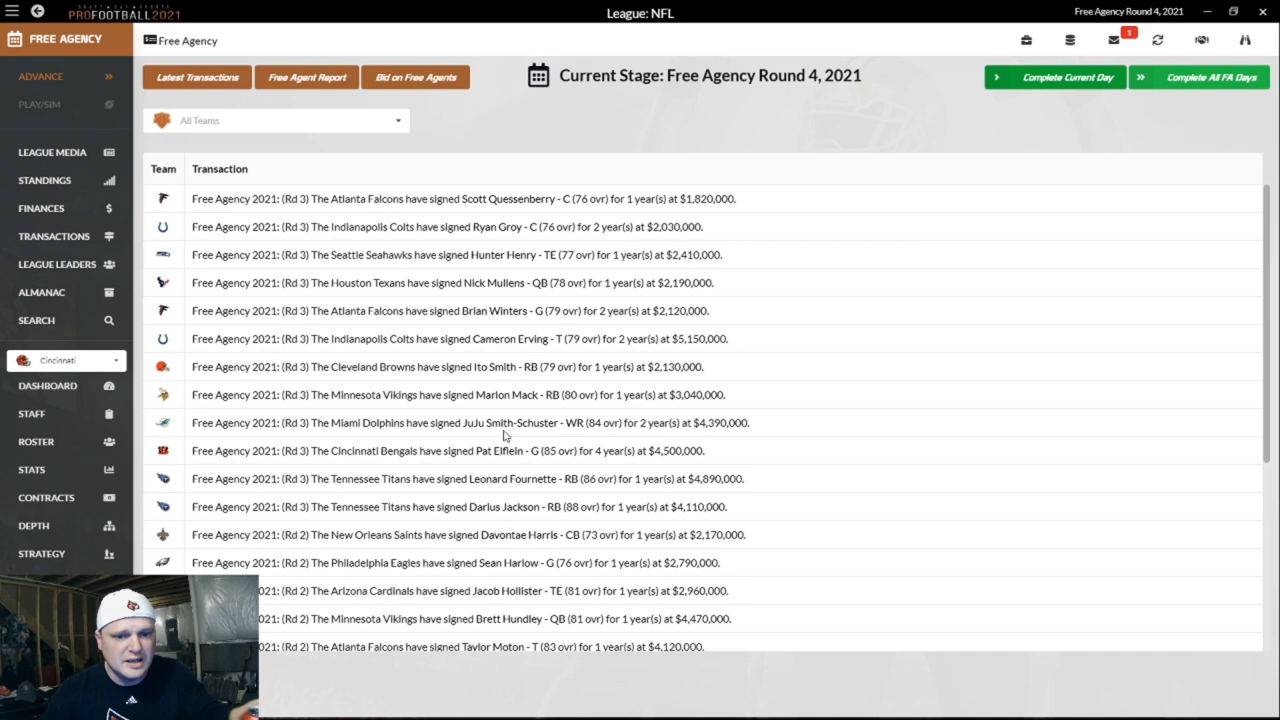 DRAFT DAY SPORTS
PROFOOTBALL2021
League: NFL
Free Agency Round 4, 2021
FREE AGENCY
Free Agency
1
ADVANCE
Latest Transactions
Free Agent Report
Bid on Free Agents
Current Stage: Free Agency Round 4, 2021
Complete Current Day
Complete All FA Days
PLAY/SIM
All Teams
LEAGUE MEDIA
STANDINGS
FINANCES
TRANSACTIONS
LEAGUE LEADERS
ALMANAC
SEARCH
Cincinnati
DASHBOARD
STAFF
ROSTER
STATS
CONTRACTS
DEPTH
STRATEGY
Team Transaction
Free Agency 2021: (Rd 3) The Atlanta Falcons have signed Scott Quessenberry - C (76 ovr) for 1 year(s) at $1,820,000.
Free Agency 2021: (Rd 3) The Indianapolis Colts have signed Ryan Groy - C (76 ovr) for 2 year(s) at $2,030,000.
Free Agency 2021: (Rd 3) The Seattle Seahawks have signed Hunter Henry - TE (77 ovr) for 1 year(s) at $2,410,000.
Free Agency 2021: (Rd 3) The Houston Texans have signed Nick Mullens - QB (78 ovr) for 1 year(s) at $2,190,000.
Free Agency 2021: (Rd 3) The Atlanta Falcons have signed Brian Winters - G (79 ovr) for 2 year(s) at $2,120,000.
Free Agency 2021: (Rd 3) The Indianapolis Colts have signed Cameron Erving - T (79 ovr) for 2 year(s) at $5,150,000.
Free Agency 2021: (Rd 3) The Cleveland Browns have signed Ito Smith - RB (79 ovr) for 1 year(s) at $2,130,000.
Free Agency 2021: (Rd 3) The Minnesota Vikings have signed Marlon Mack - RB (80 ovr) for 1 year(s) at $3,040,000.
Free Agency 2021: (Rd 3) The Miami Dolphins have signed JuJu Smith-Schuster - WR (84 ovr) for 2 year(s) at $4,390,000.
Free Agency 2021: (Rd 3) The Cincinnati Bengals have signed Pat Elflein - G (85 ovr) for 4 year(s) at $4,500,000.
Free Agency 2021: (Rd 3) The Tennessee Titans have signed Leonard Fournette - RB (86 ovr) for 1 year(s) at $4,890,000.
Free Agency 2021: (Rd 3) The Tennessee Titans have signed Darius Jackson - RB (88 ovr) for 1 year(s) at $4,110,000.
Free Agency 2021: (Rd 2) The New Orleans Saints have signed Davontae Harris - CB (73 ovr) for 1 year(s) at $2,170,000.
Free Agency 2021: (Rd 2) The Philadelphia Eagles have signed Sean Harlow - G (76 ovr) for 1 year(s) at $2,790,000.
021: (Rd 2) The Arizona Cardinals have signed Jacob Hollister - TE (81 ovr) for 1 year(s) at $2,960,000.
021: (Rd 2) The Minnesota Vikings have signed Brett Hundley - QB (81 ovr) for 1 year(s) at $4,470,000.
021: (Rd 2) The Atlanta Falcons have signed Taylor Moton - T (83 ovr) for 1 year(s) at $4,120,000.